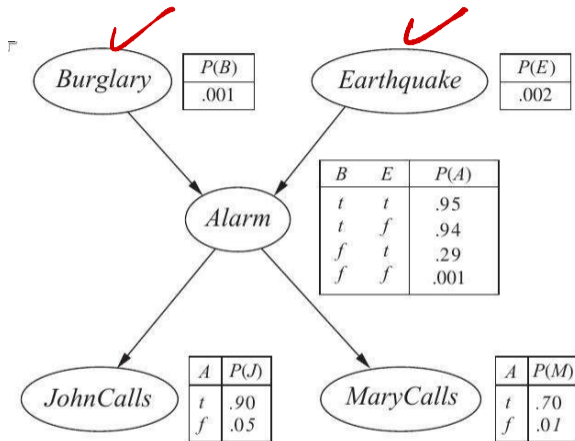 Burglary
P(B)
.001
Earthquake
P(E)
.002
Alarm
B E P(A)
t t .95
t f .94
f t .29
f f .001
JohnCalls
A P(J)
t .90
f .05
MaryCalls
A P(M)
t .70
f .01